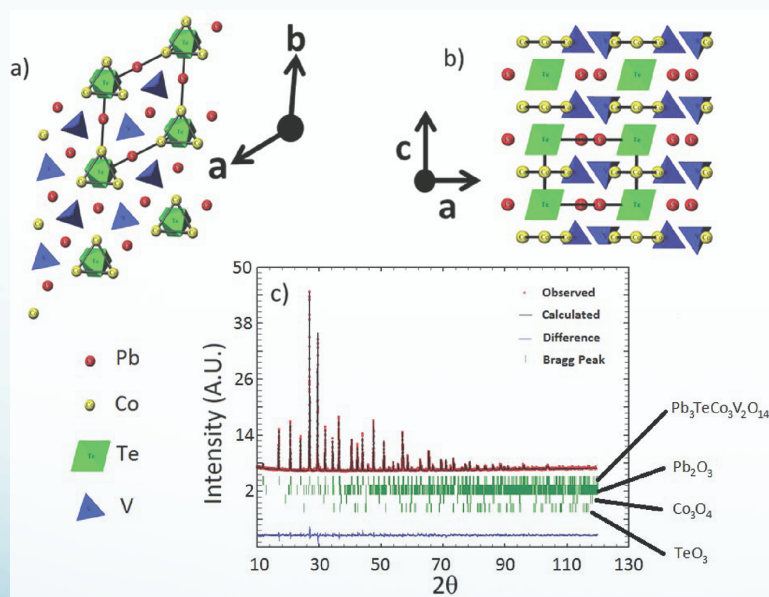 a)
b
a
b)
c
a
Pb
Co
Te
V
c)
50
38
26
14
2
Intensity (A.U.)
Observed
Calculated
Difference
Bragg Peak
10 30 50 70 90 110 130
2θ
Pb₃TeCo₃V₂O₁₄
Pb₂O₃
Co₃O₄
TeO₃